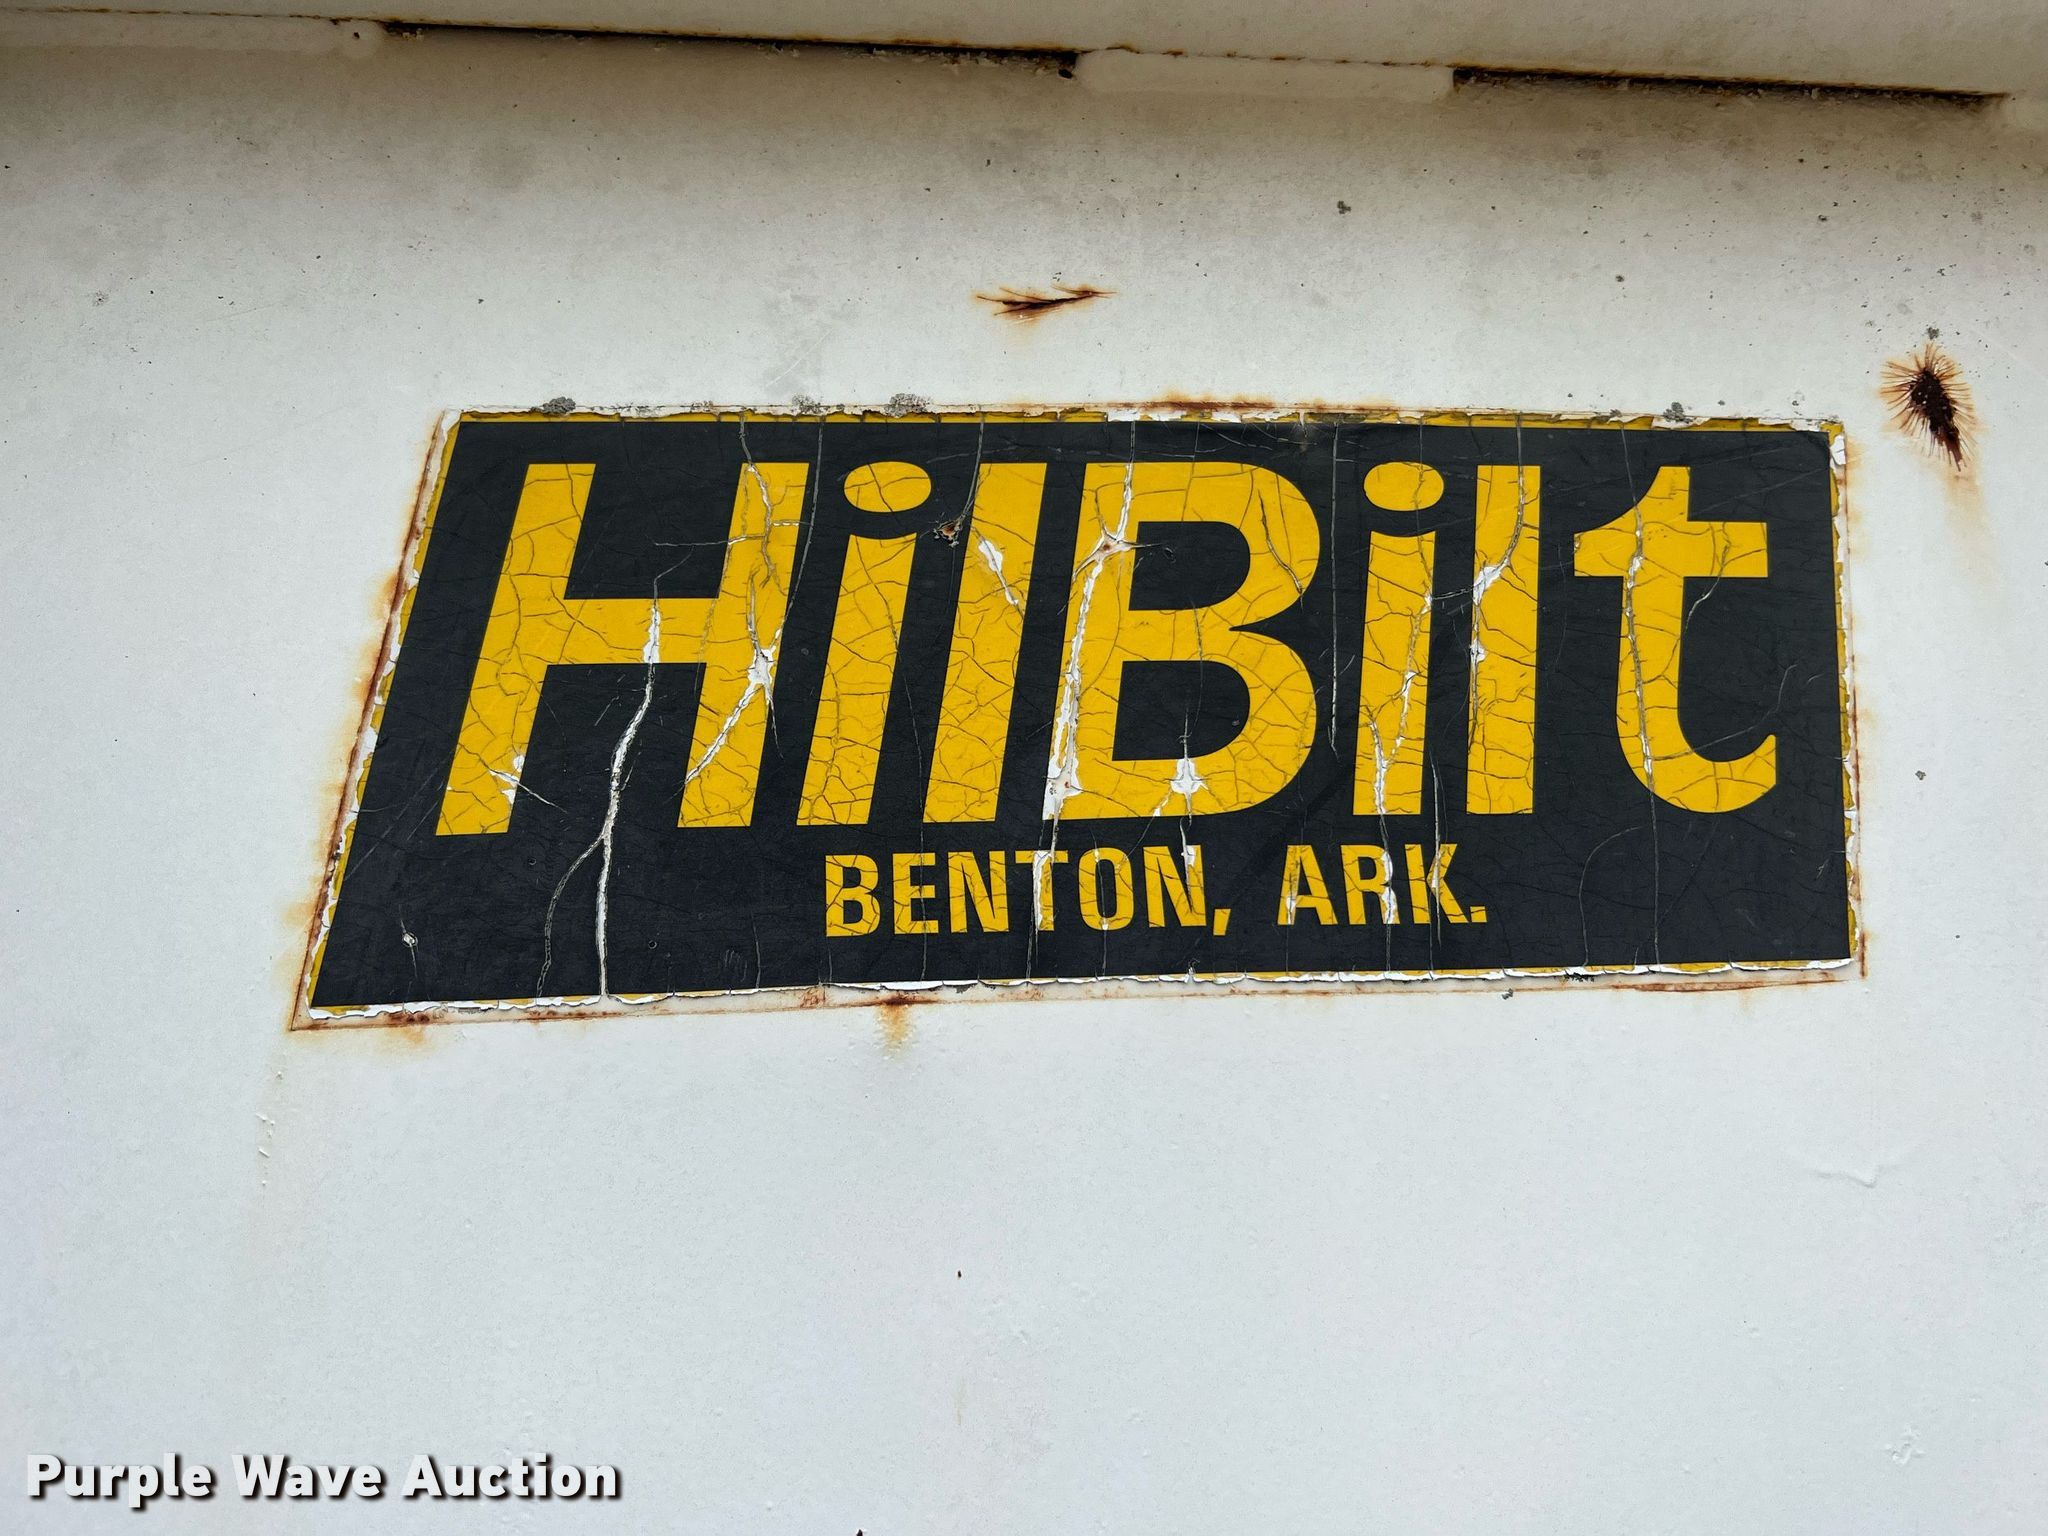 HilBilt
BENTON, ARK.
Purple Wave Auction